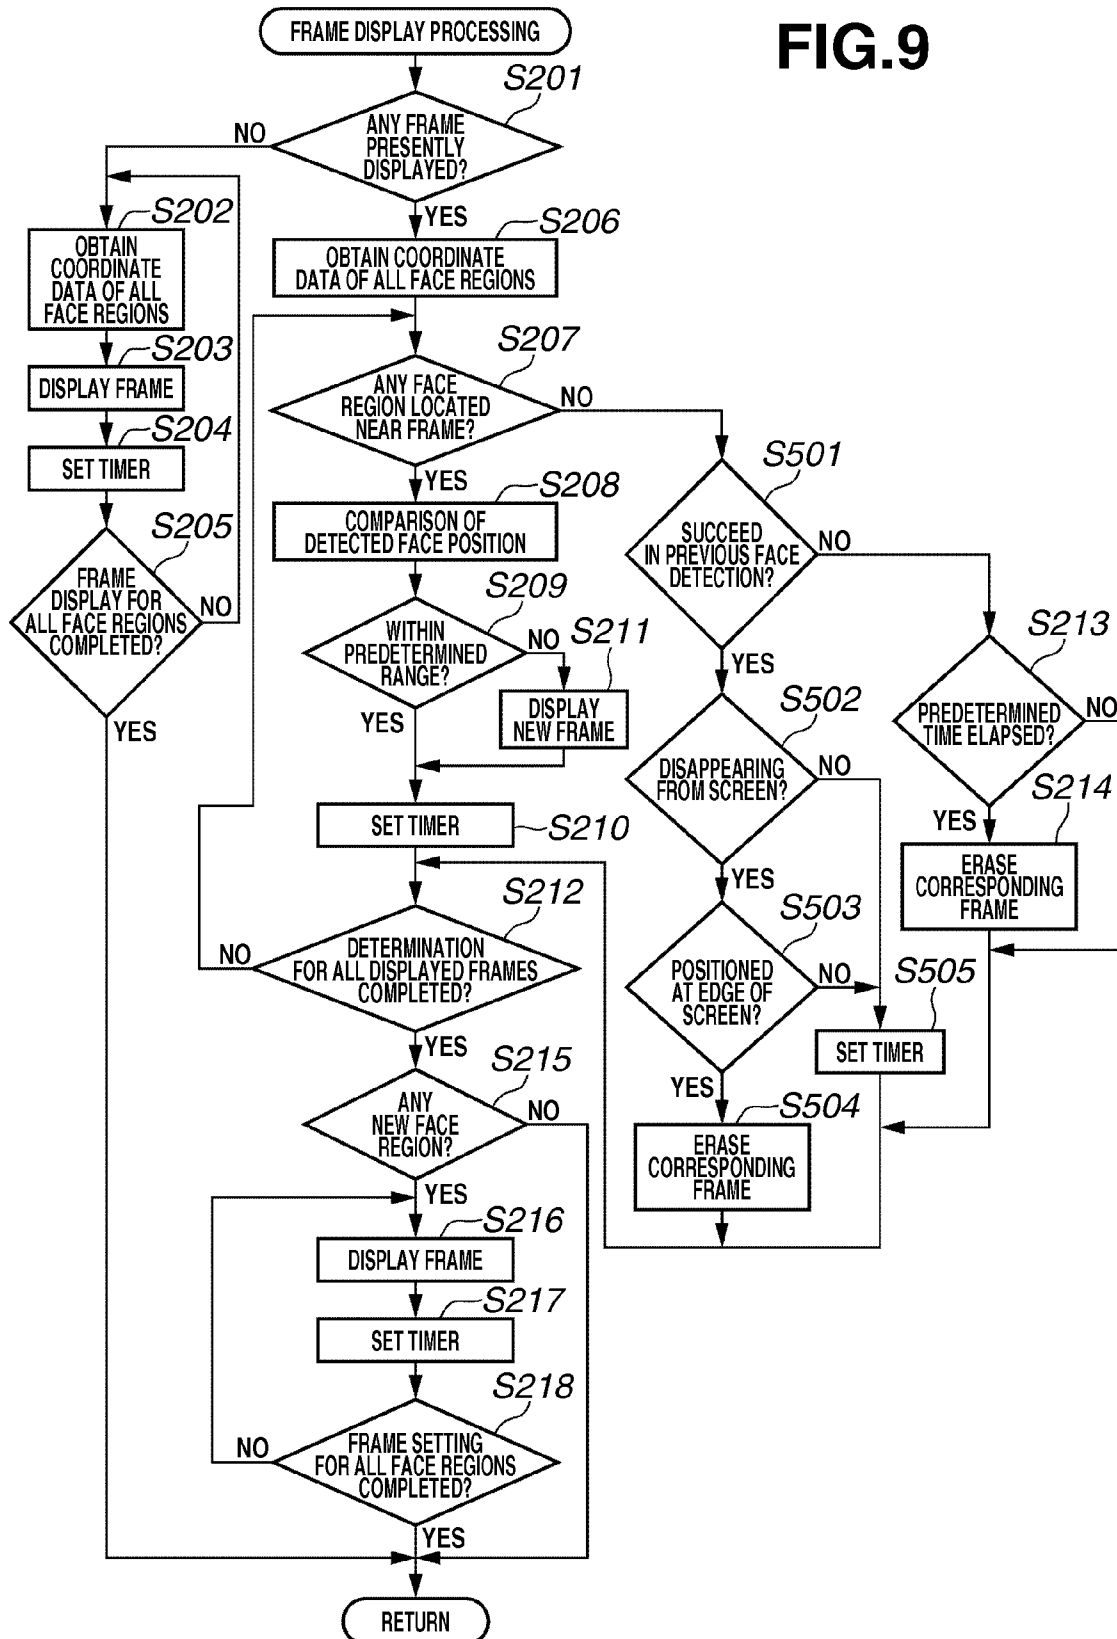 FRAME DISPLAY PROCESSING
FIG.9
S201
ANY FRAME
PRESENTLY
DISPLAYED?
NO
YES
S202
OBTAIN
COORDINATE
DATA OF ALL
FACE REGIONS
S203
DISPLAY FRAME
S204
SET TIMER
S205
FRAME
DISPLAY FOR
ALL FACE REGIONS
COMPLETED?
NO
YES
S206
OBTAIN COORDINATE
DATA OF ALL FACE REGIONS
S207
ANY FACE
REGION LOCATED
NEAR FRAME?
NO
YES
S208
COMPARISON OF
DETECTED FACE POSITION
S209
WITHIN
PREDETERMINED
RANGE?
NO
YES
S211
DISPLAY
NEW FRAME
SET TIMER
S210
S212
DETERMINATION
FOR ALL DISPLAYED FRAMES
COMPLETED?
NO
YES
S215
ANY
NEW FACE
REGION?
NO
YES
S216
DISPLAY FRAME
S217
SET TIMER
S218
FRAME SETTING
FOR ALL FACE REGIONS
COMPLETED?
NO
YES
RETURN
S501
SUCCEED
IN PREVIOUS FACE
DETECTION?
NO
YES
S502
DISAPPEARING
FROM SCREEN?
NO
YES
S503
POSITIONED
AT EDGE OF
SCREEN?
NO
YES
S504
ERASE
CORRESPONDING
FRAME
S505
SET TIMER
S213
PREDETERMINED
TIME ELAPSED?
NO
YES
S214
ERASE
CORRESPONDING
FRAME